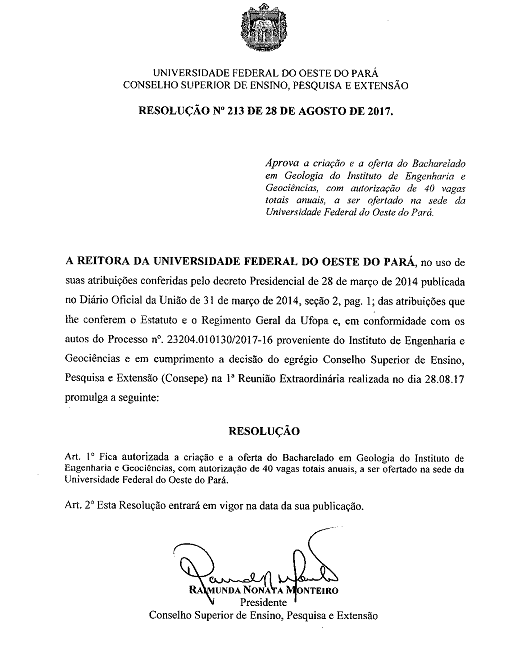 UNIVERSIDADE FEDERAL DO OESTE DO PARÁ
CONSELHO SUPERIOR DE ENSINO, PESQUISA E EXTENSÃO
RESOLUÇÃO Nº 213 DE 28 DE AGOSTO DE 2017.
Aprova a criação e a oferta do Bacharelado
em Geologia do Instituto de Engenharia e
Geociências, com autorização de 40 vagas
totais anuais, a ser ofertado na sede da
Universidade Federal do Oeste do Pará.
A REITORA DA UNIVERSIDADE FEDERAL DO OESTE DO PARÁ, no uso de
suas atribuições conferidas pelo decreto Presidencial de 28 de março de 2014 publicada
no Diário Oficial da União de 31 de março de 2014, seção 2, pag. 1; das atribuições que
lhe conferem o Estatuto e o Regimento Geral da Ufopa e, em conformidade com os
autos do Processo nº. 23204.010130/2017-16 proveniente do Instituto de Engenharia e
Geociências e em cumprimento a decisão do egrégio Conselho Superior de Ensino,
Pesquisa e Extensão (Consepe) na 1ª Reunião Extraordinária realizada no dia 28.08.17
promulga a seguinte:
RESOLUÇÃO
Art. 1º Fica autorizada a criação e a oferta do Bacharelado em Geologia do Instituto de
Engenharia e Geociências, com autorização de 40 vagas totais anuais, a ser ofertado na sede da
Universidade Federal do Oeste do Pará.
Art. 2º Esta Resolução entrará em vigor na data da sua publicação.
RAIMUNDA NONATA MONTEIRO
Presidente
Conselho Superior de Ensino, Pesquisa e Extensão